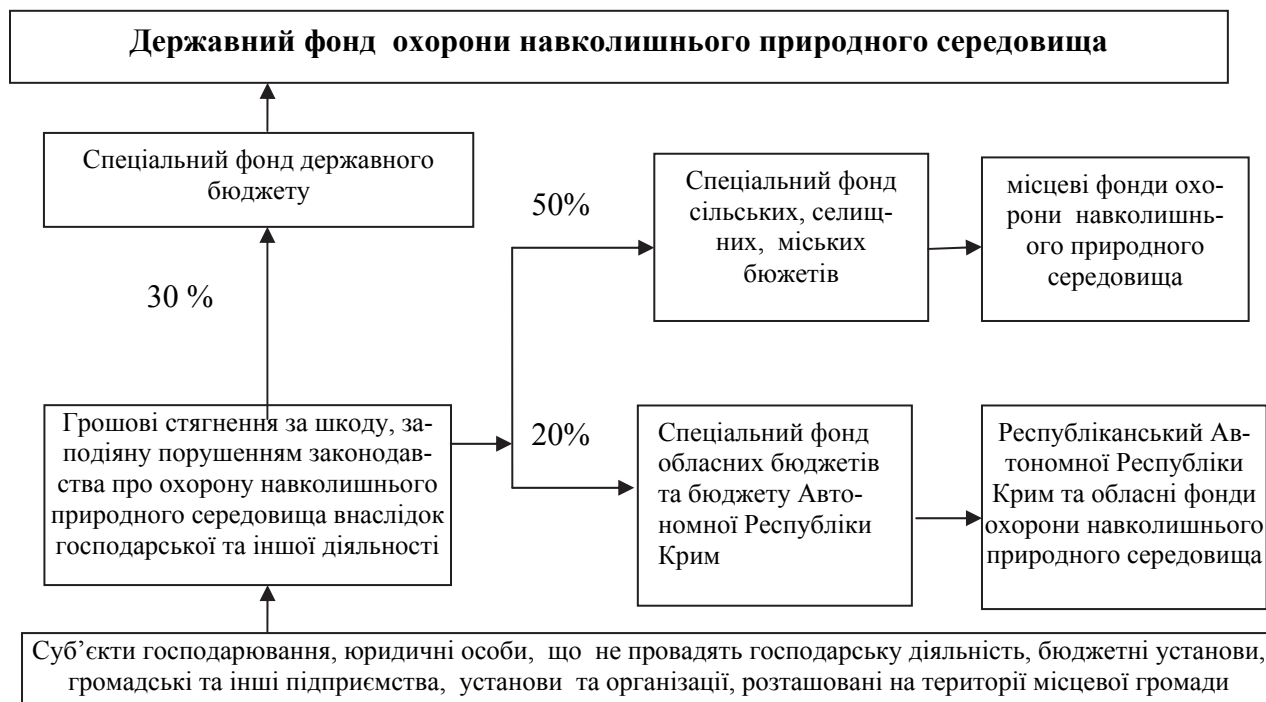 Державний фонд охорони навколишнього природного середовища
Спеціальний фонд державного
бюджету
50%
Спеціальний фонд
сільських, селищ-
них, міських
бюжетів
місцеві фонди охо-
рони навколишнь-
ого природного
середовища
30 %
Грошові стягнення за шкоду, за-
подіяну порушенням законодав-
ства про охорону навколишнього
природного середовища внаслідок
господарської та іншої діяльності
20%
Спеціальний фонд
обласних бюджетів
та бюджету Авто-
номної Республіки
Крим
Республіканський Ав-
тономної Республіки
Крим та обласні фонди
охорони навколишнього
природного середовища
Суб’єкти господарювання, юридичні особи, що не провадять господарську діяльність, бюджетні установи,
громадські та інші підприємства, установи та організації, розташовані на території місцевої громади